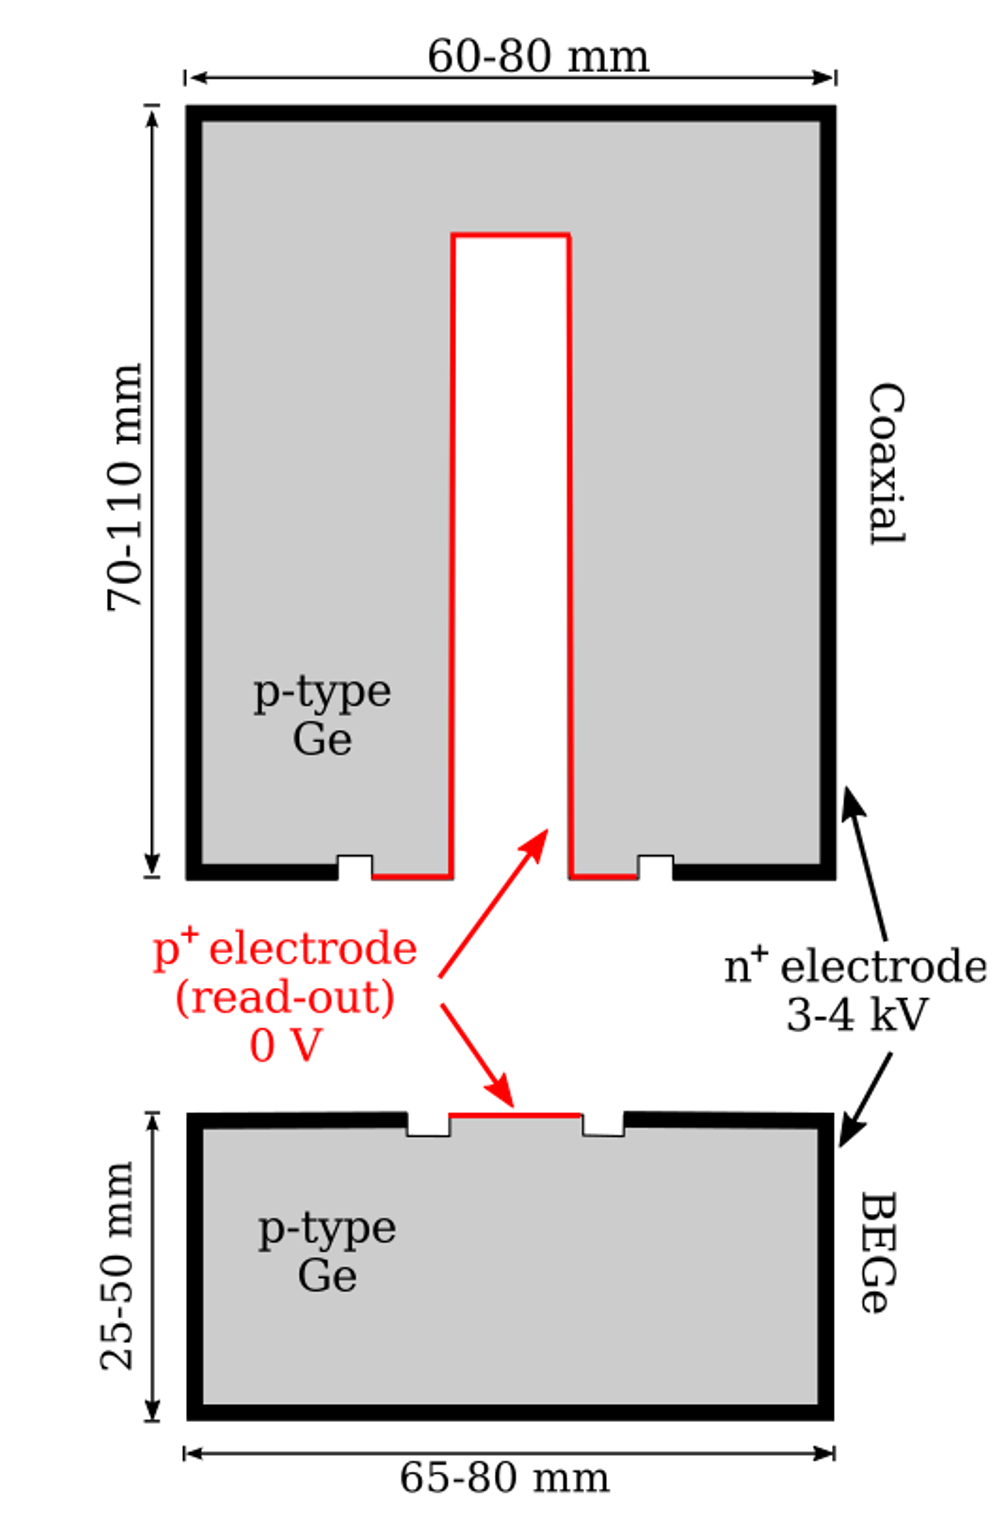 60-80 mm
70-110 mm
Coaxial
p-type
Ge
p+ electrode
(read-out)
0 V
n+ electrode
3-4 kV
25-50 mm
p-type
Ge
BEGe
65-80 mm